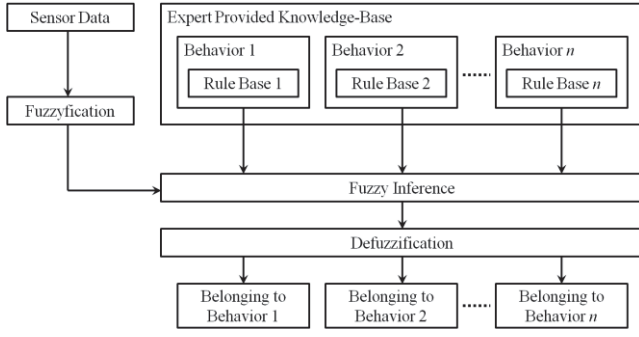 Sensor Data
Expert Provided Knowledge-Base
Behavior 1
Behavior 2
Behavior n
Rule Base 1
Rule Base 2
Rule Base n
Fuzzyfication
Fuzzy Inference
Defuzzification
Belonging to
Behavior 1
Belonging to
Behavior 2
Belonging to
Behavior n